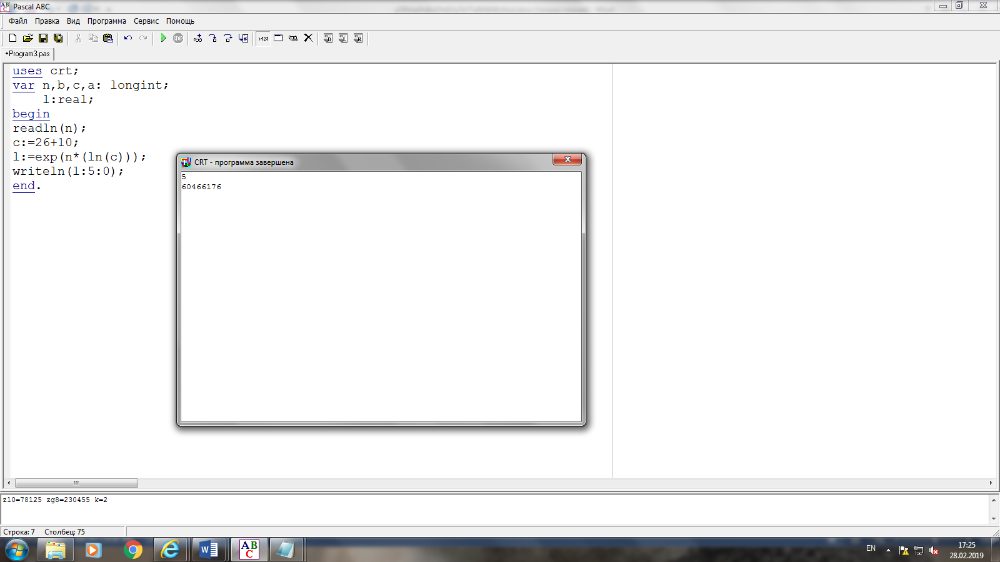 Pascal ABC
Файл Правка Вид Программа Сервис Помощь
•Program3.pas
uses crt;
var n,b,c,a: longint;
l:real;
begin
readln(n);
c:=26+10;
l:=exp(n*(ln(c)));
writeln(l:5:0);
end.
CRT - программа завершена
5
60466176
z10=78125 zg8=230455 k=2
Строка: 7 Столбец: 75
EN
17:25
28.02.2019